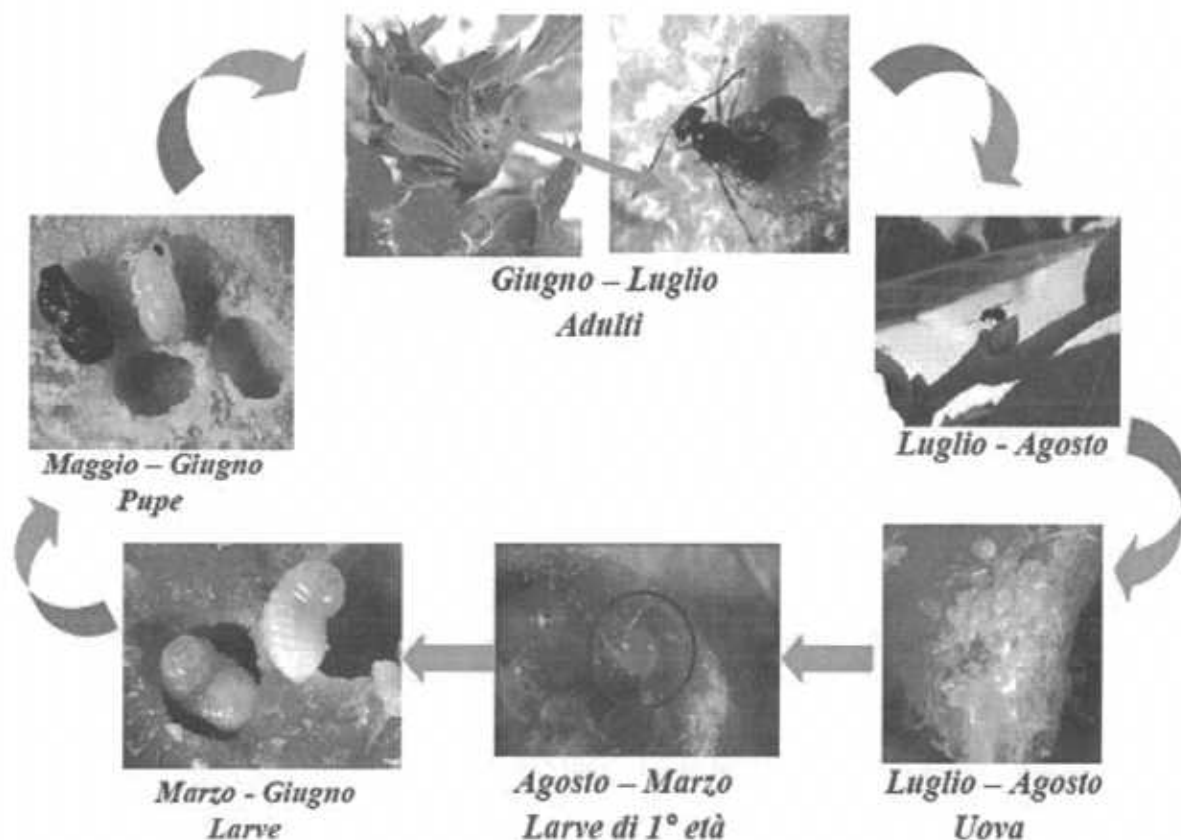 Giugno – Luglio
Adulti
Luglio - Agosto
Luglio – Agosto
Uova
Agosto – Marzo
Larve di 1° età
Marzo - Giugno
Larve
Maggio – Giugno
Pupe